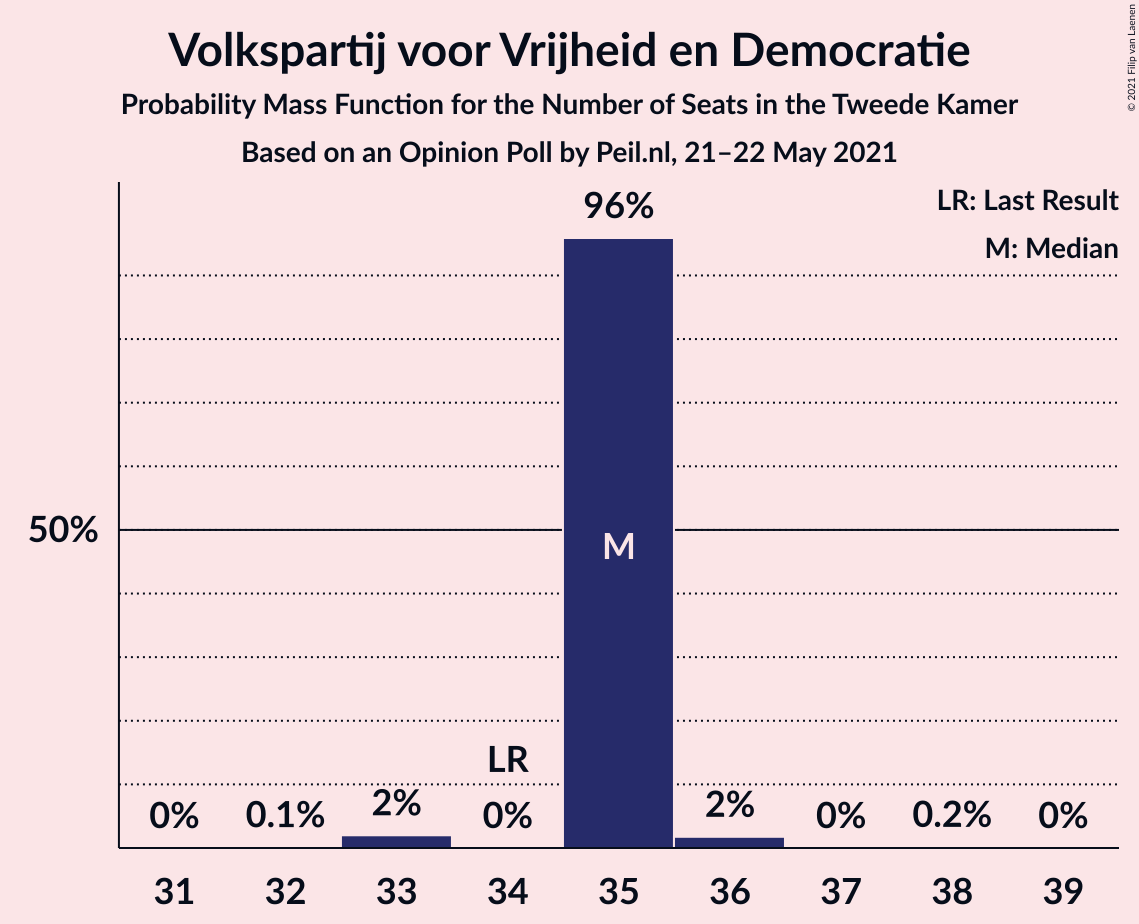 Volkspartij voor Vrijheid en Democratie
Probability Mass Function for the Number of Seats in the Tweede Kamer
Based on an Opinion Poll by Peil.nl, 21–22 May 2021
© 2021 Filip van Laenen
LR: Last Result
M: Median
96%
50%
M
LR
0% 0.1% 2% 0% 2% 0% 0.2% 0%
31 32 33 34 35 36 37 38 39